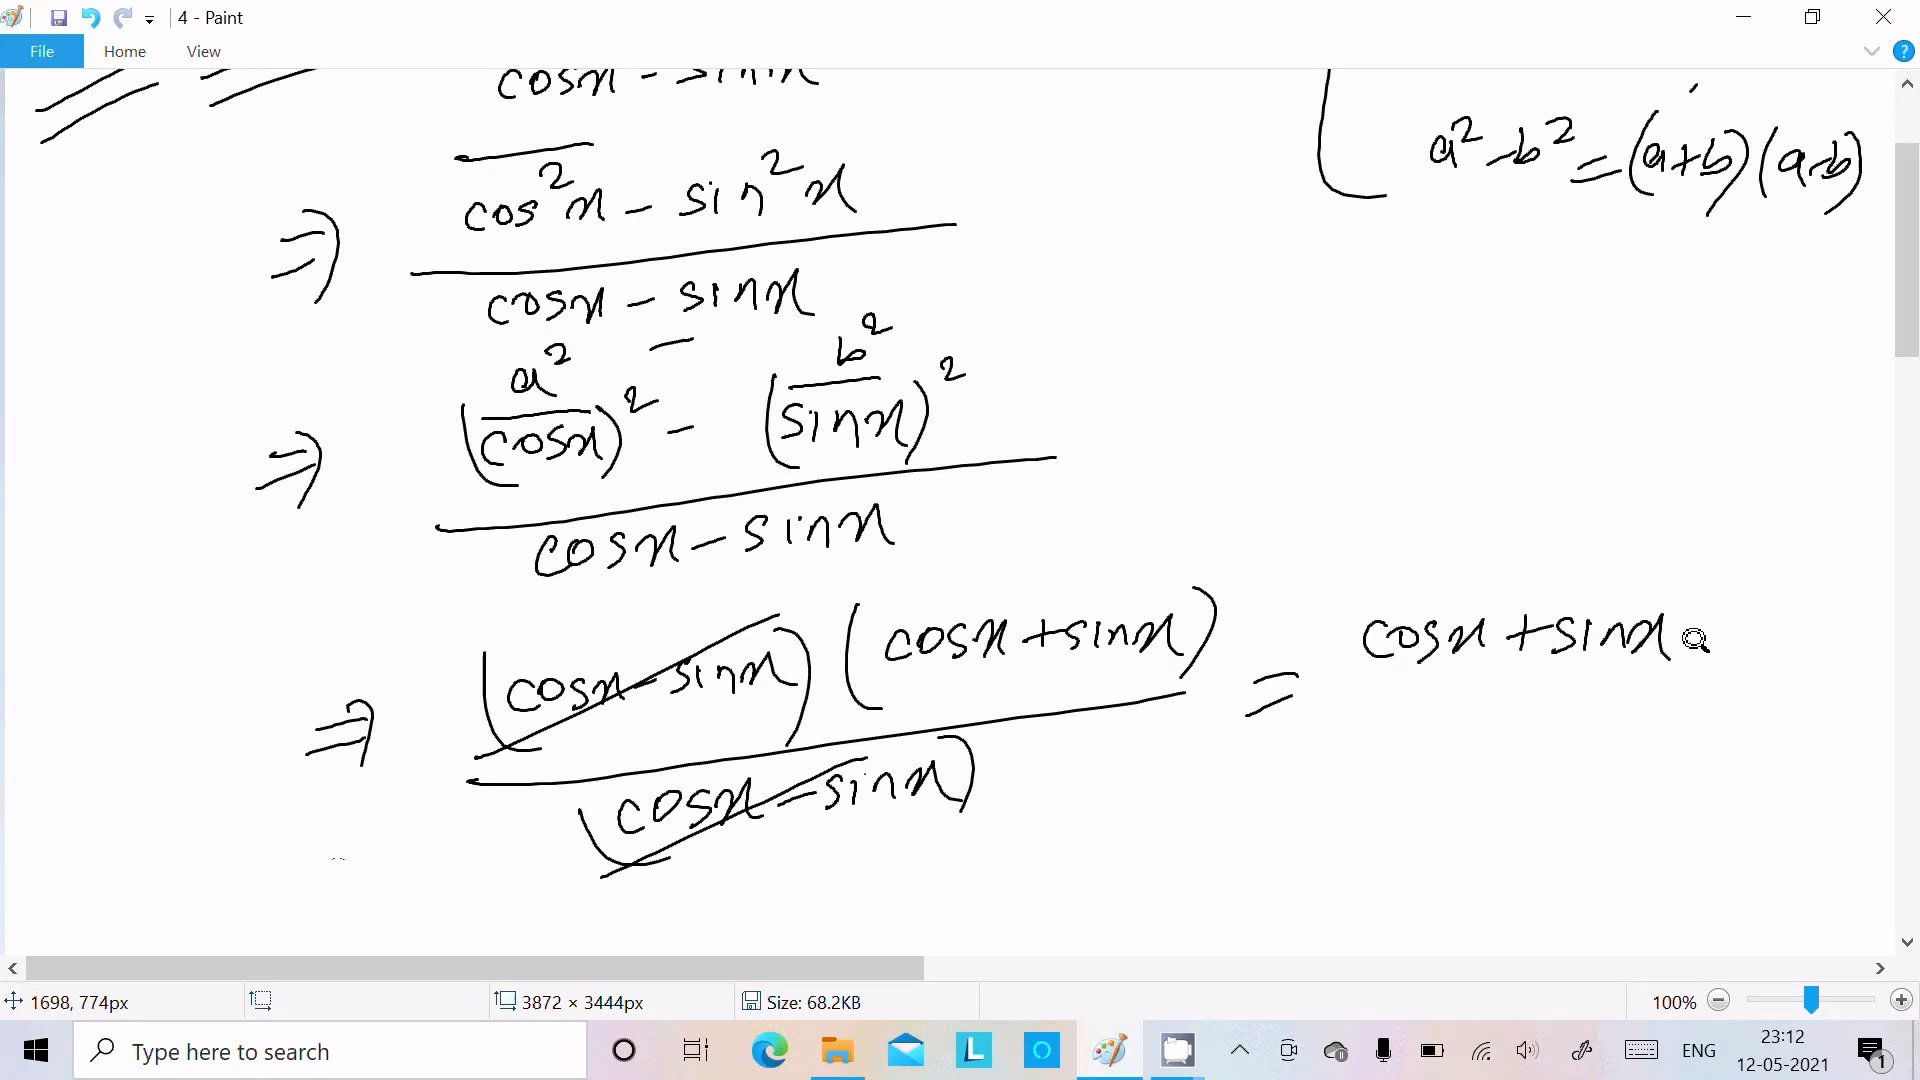 4 - Paint
File Home View
cosx - sinx
a² - b² = (a+b)(a-b)
cos²x - sin²x
⇒
cosx - sinx
a² b²
⇒ (cosx)² - (sinx)²
cosx - sinx
⇒ (cosx - sinx) (cosx + sinx) = cosx + sinx
(cosx - sinx)
1698, 774px 3872 × 3444px Size: 68.2KB 100%
Type here to search L ENG 23:12
12-05-2021 1